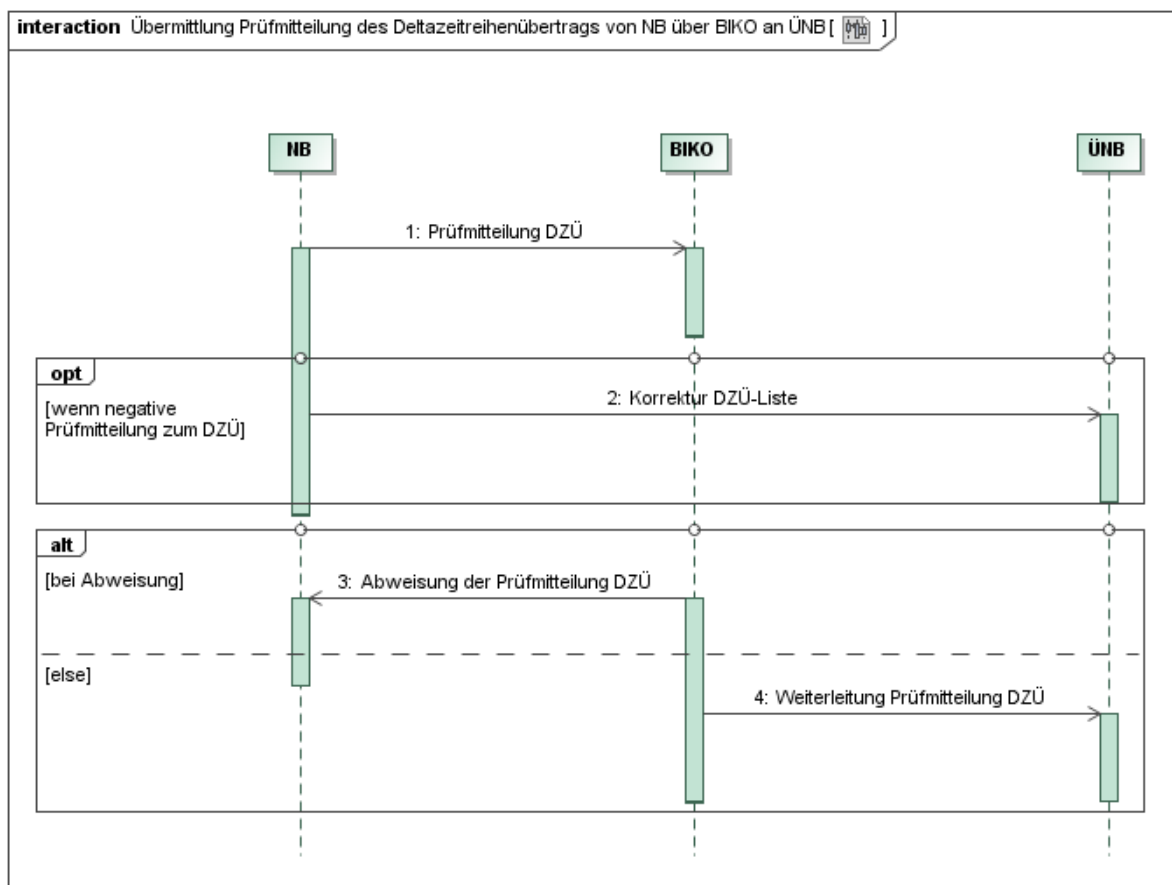 interaction Übermittlung Prüfmitteilung des Deltazeitreihenübertrags von NB über BIKO an ÜNB [ ]
NB
BIKO
ÜNB
1: Prüfmitteilung DZÜ
opt
[wenn negative
Prüfmitteilung zum DZÜ]
2: Korrektur DZÜ-Liste
alt
[bei Abweisung]
3: Abweisung der Prüfmitteilung DZÜ
[else]
4: Weiterleitung Prüfmitteilung DZÜ